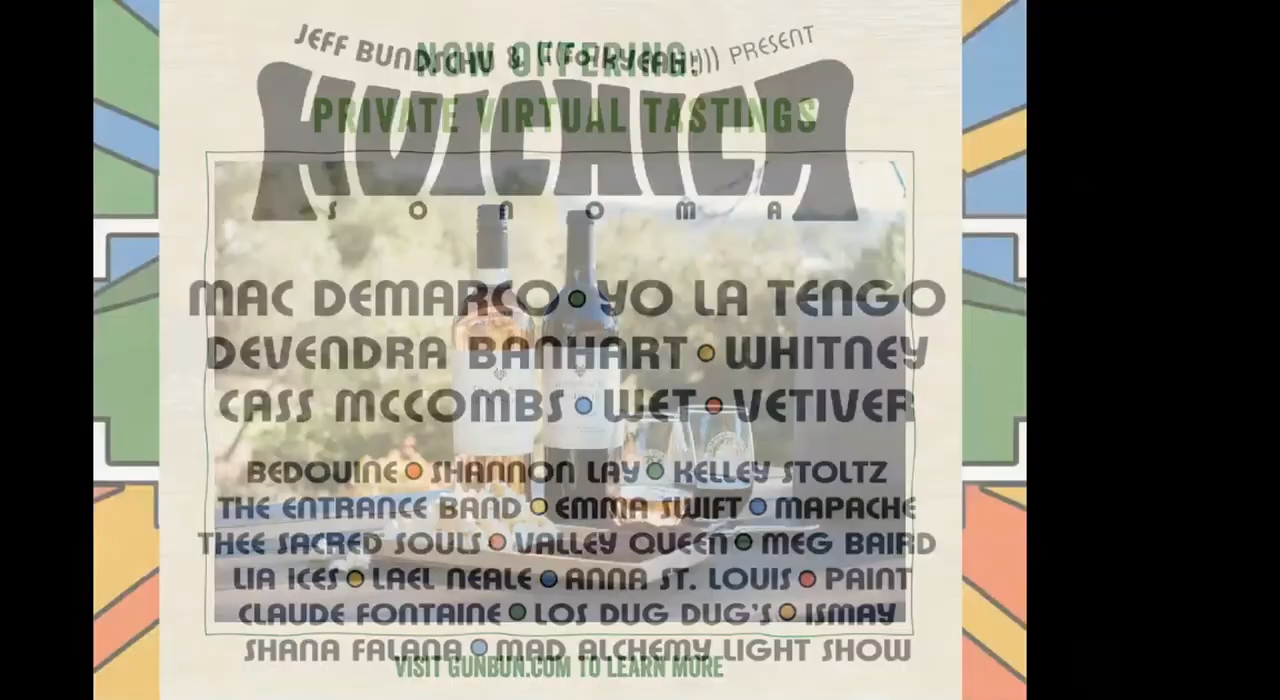 JEFF BUNDSCHU & (((folkYEAH!))) PRESENT
NOW OFFERING:
HUICHICA
PRIVATE VIRTUAL TASTINGS
SONOMA
MAC DEMARCO • YO LA TENGO
DEVENDRA BANHART • WHITNEY
CASS MCCOMBS • WET • VETIVER
BEDOUINE • SHANNON LAY • KELLEY STOLTZ
THE ENTRANCE BAND • EMMA SWIFT • MAPACHE
THEE SACRED SOULS • VALLEY QUEEN • MEG BAIRD
LIA ICES • LAEL NEALE • ANNA ST. LOUIS • PAINT
CLAUDE FONTAINE • LOS DUG DUG'S • ISMAY
SHANA FALANA • MAD ALCHEMY LIGHT SHOW
VISIT GUNBUN.COM TO LEARN MORE